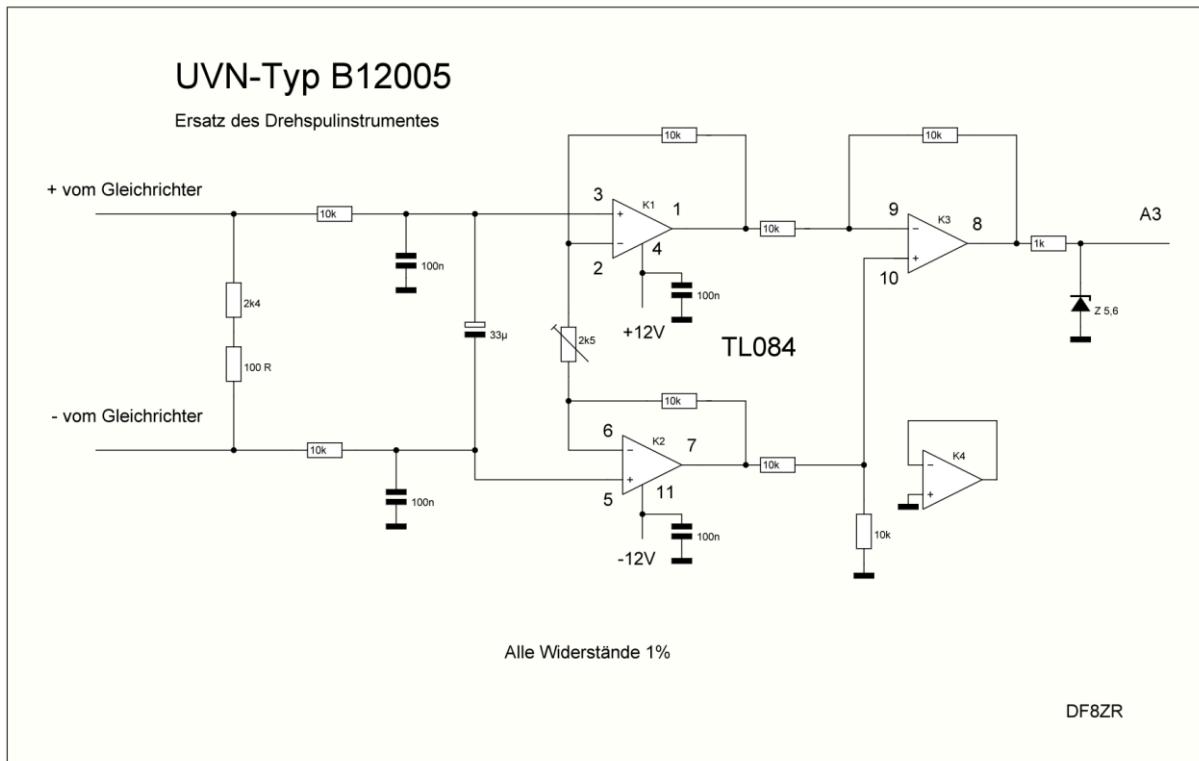 UVN-Typ B12005
Ersatz des Drehspulinstrumentes
10k
10k
+ vom Gleichrichter
3
K1
1
9
K3
8
A3
10k
+
-
10k
-
+
1k
2
4
10
100n
100n
2k4
+12V
TL084
Z 5,6
33µ
2k5
100 R
10k
- vom Gleichrichter
6
K2
7
K4
10k
-
+
10k
-
+
5
11
100n
100n
10k
-12V
Alle Widerstände 1%
DF8ZR